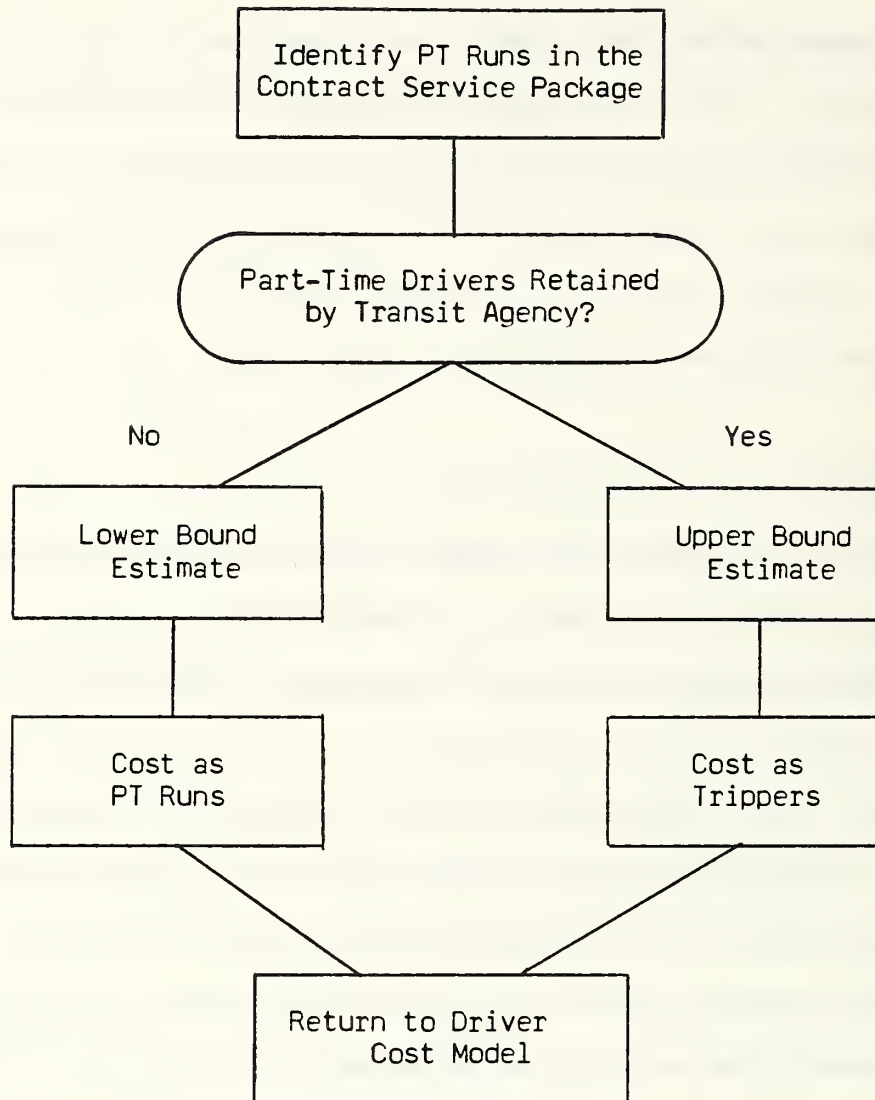 Identify PT Runs in the
Contract Service Package
Part-Time Drivers Retained
by Transit Agency?
No
Yes
Lower Bound
Estimate
Upper Bound
Estimate
Cost as
PT Runs
Cost as
Trippers
Return to Driver
Cost Model